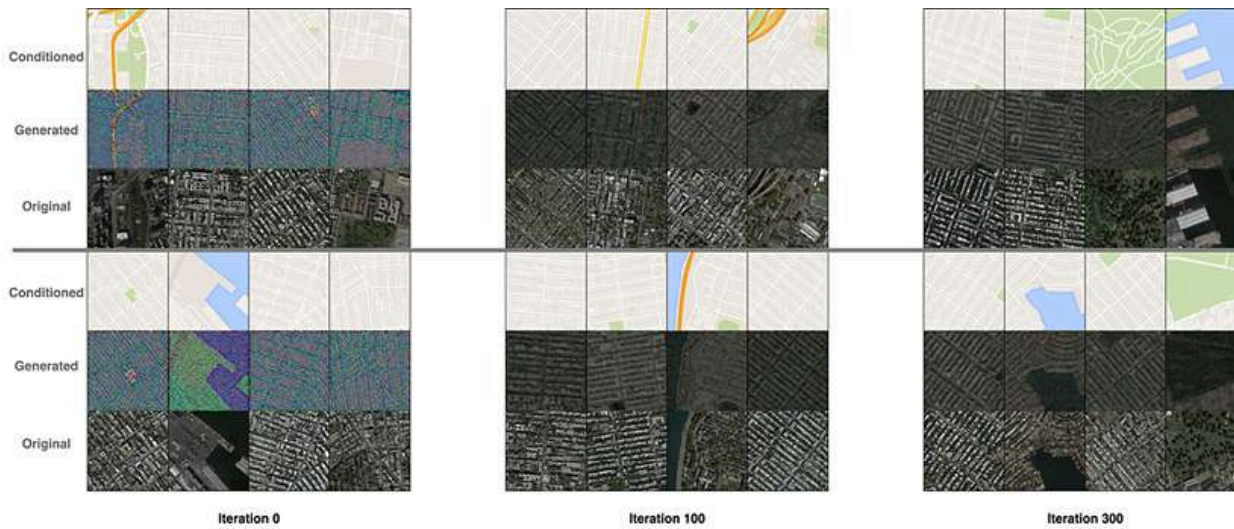 Conditioned
Generated
Original
Conditioned
Generated
Original
Iteration 0
Iteration 100
Iteration 300